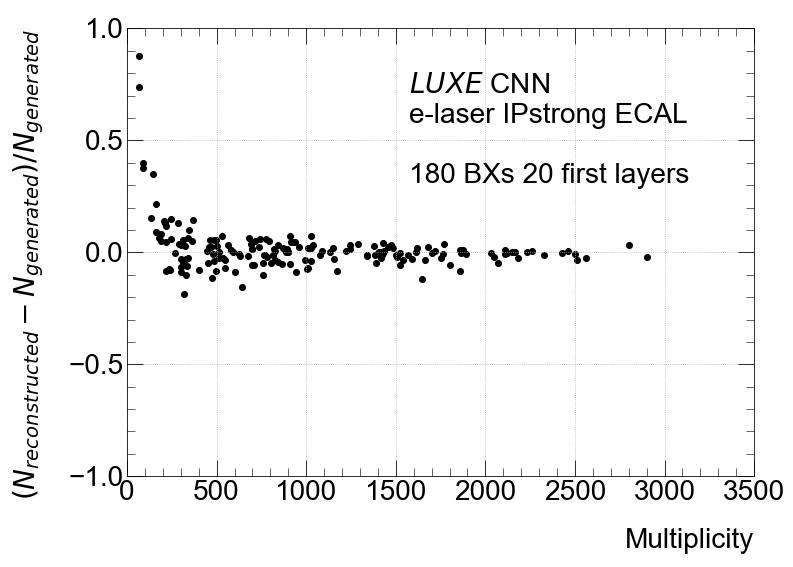 (N_reconstructed − N_generated)/N_generated
1.0
0.5
0.0
−0.5
−1.0
LUXE CNN
e-laser IPstrong ECAL
180 BXs 20 first layers
0 500 1000 1500 2000 2500 3000 3500
Multiplicity